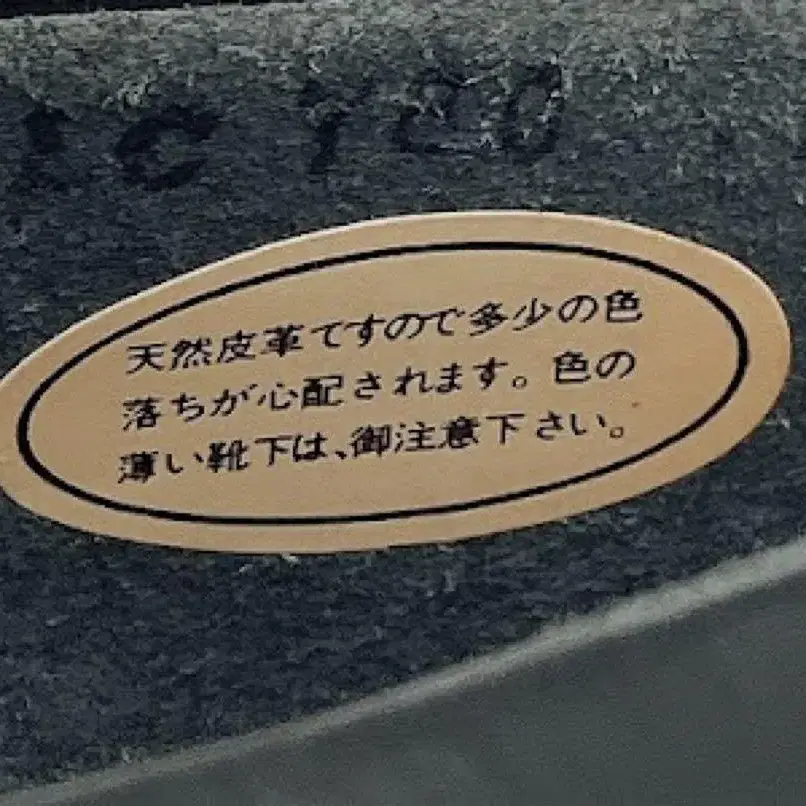 天然皮革ですので多少の色
落ちが心配されます。色の
薄い靴下は、御注意下さい。